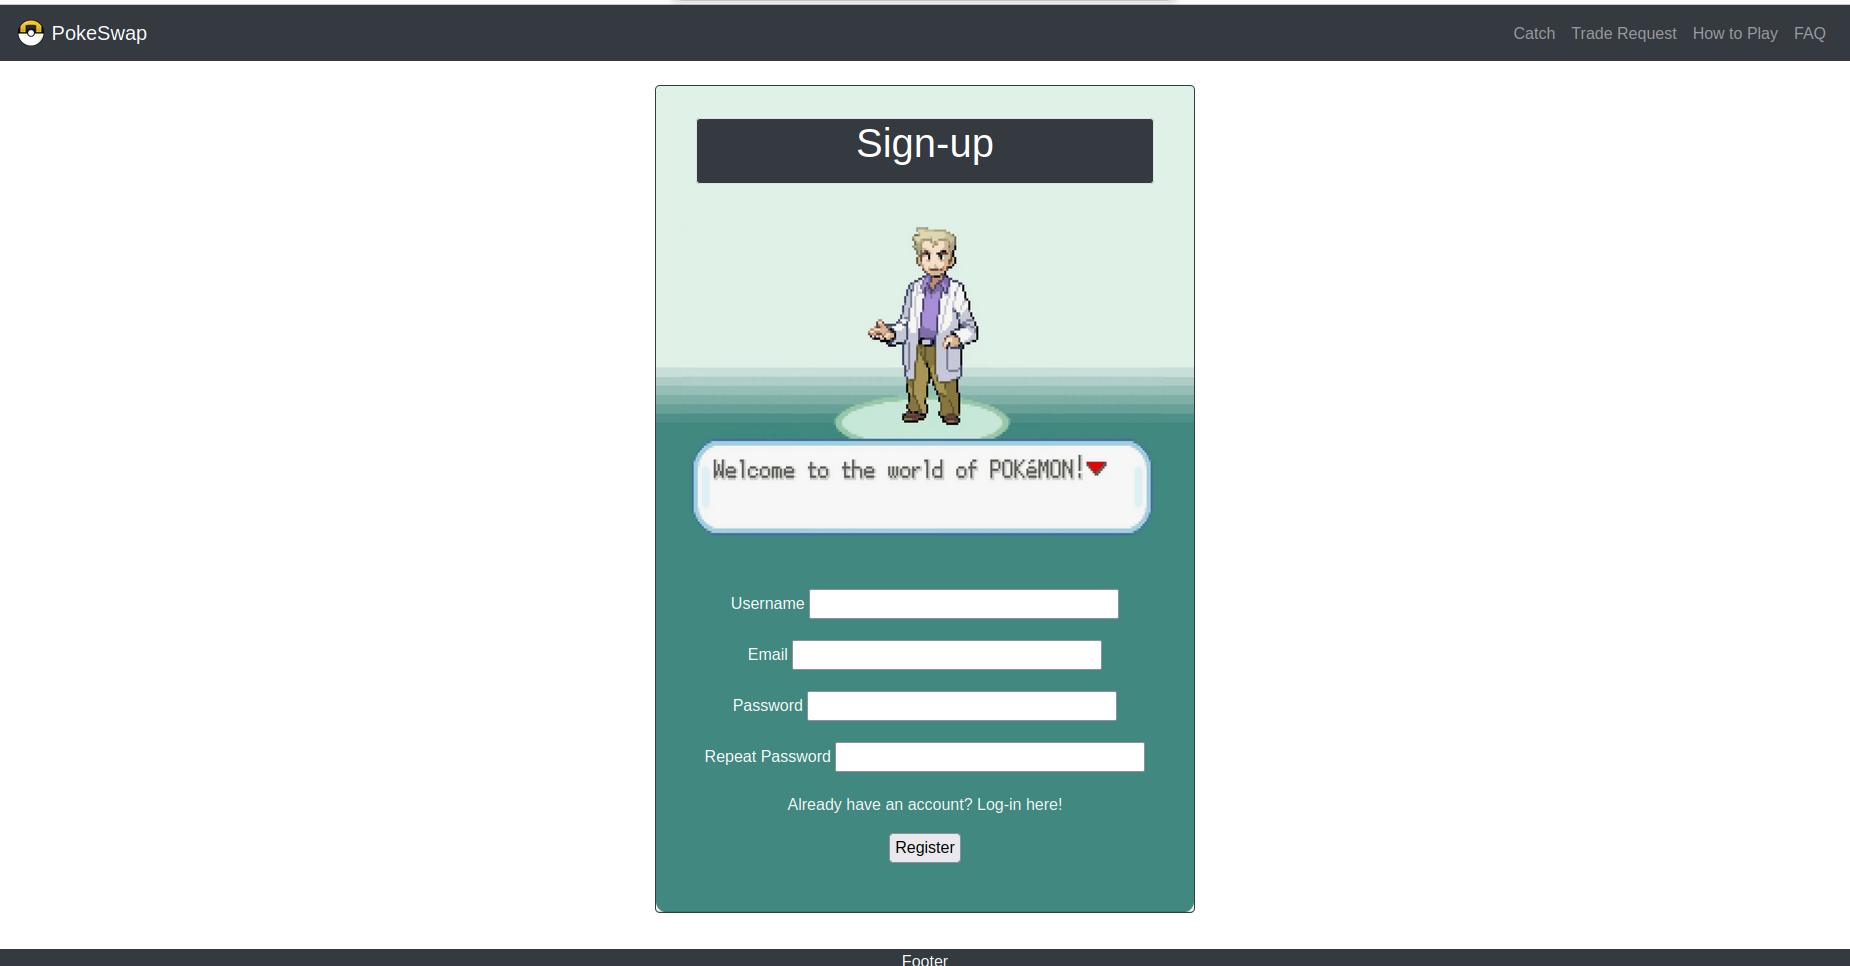 PokeSwap
Catch Trade Request How to Play FAQ
Sign-up
Welcome to the world of POKéMON!
Username
Email
Password
Repeat Password
Already have an account? Log-in here!
Register
Footer